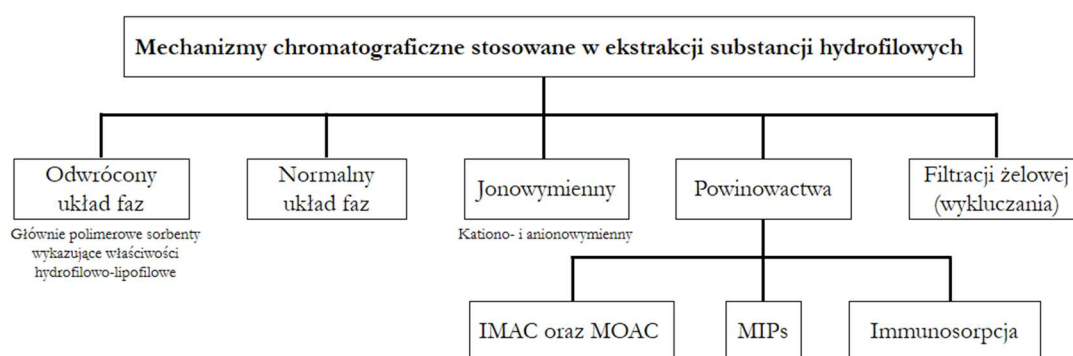 Mechanizmy chromatograficzne stosowane w ekstrakcji substancji hydrofilowych
Odwrócony
układ faz
Głównie polimerowe sorbenty
wykazujące właściwości
hydrofilowo-lipofilowe
Normalny
układ faz
Jonowymienny
Kationo- i anionowymienny
Powinowactwa
Filtracji żelowej
(wykluczania)
IMAC oraz MOAC
MIPs
Immunosorpcja